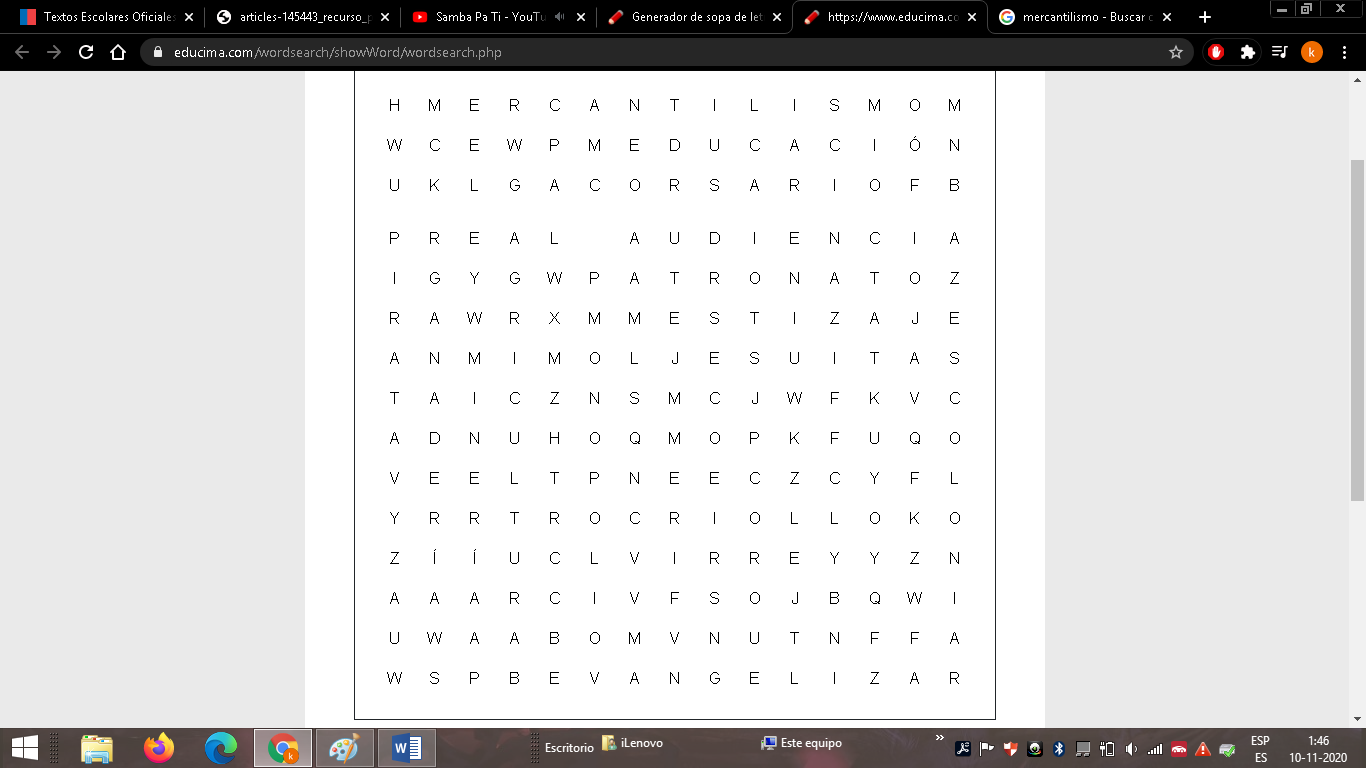 Textos Escolares Oficiales
articles-145443_recurso_p
Samba Pa Ti - YouTu
Generador de sopa de let
https://www.educima.co
mercantilismo - Buscar c
educima.com/wordsearch/showWord/wordsearch.php
k
H M E R C A N T I L I S M O M
W C E W P M E D U C A C I Ó N
U K L G A C O R S A R I O F B
P R E A L A U D I E N C I A
I G Y G W P A T R O N A T O Z
R A W R X M M E S T I Z A J E
A N M I M O L J E S U I T A S
T A I C Z N S M C J W F K V C
A D N U H O Q M O P K F U Q O
V E E L T P N E E C Z C Y F L
Y R R T R O C R I O L L O K O
Z Í Í U C L V I R R E Y Y Z N
A A A R C I V F S O J B Q W I
U W A A B O M V N U T N F F A
W S P B E V A N G E L I Z A R
Escritorio
iLenovo
Este equipo
»
ESP
ES
1:46
10-11-2020